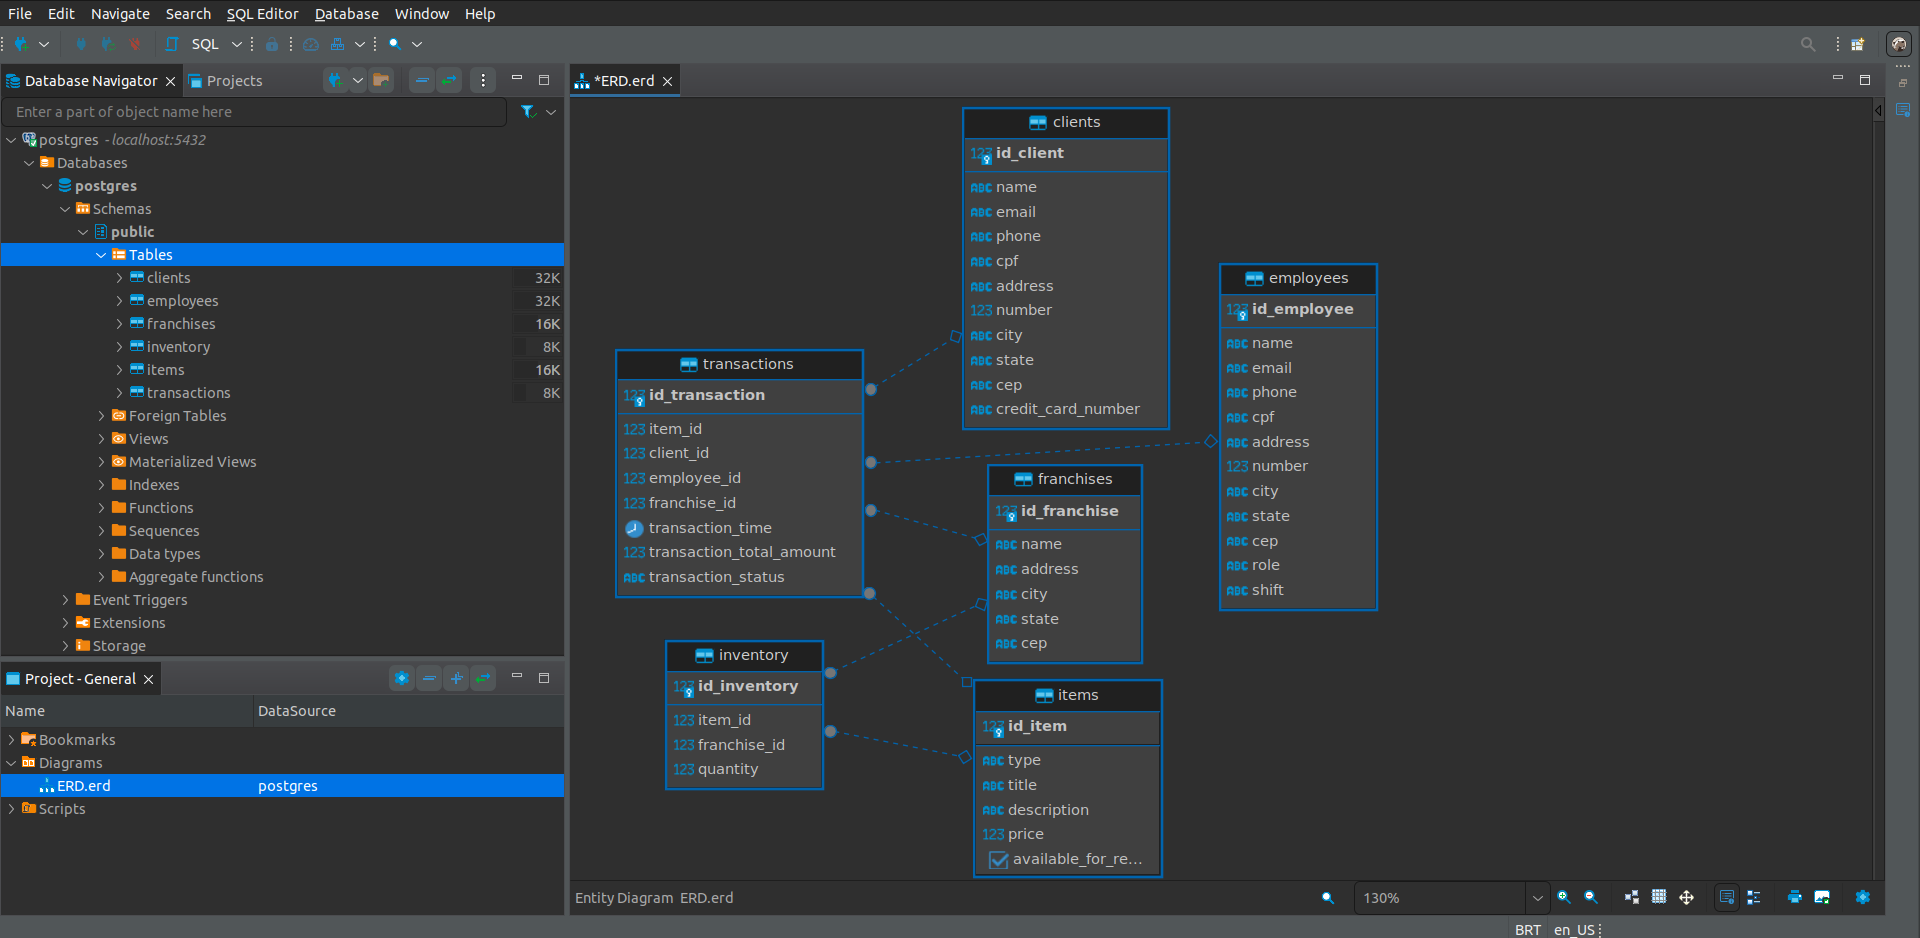 File Edit Navigate Search SQL Editor Database Window Help
SQL
Database Navigator
Projects
Enter a part of object name here
postgres - localhost:5432
Databases
postgres
Schemas
public
Tables
clients 32K
employees 32K
franchises 16K
inventory 8K
items 16K
transactions 8K
Foreign Tables
Views
Materialized Views
Indexes
Functions
Sequences
Data types
Aggregate functions
Event Triggers
Extensions
Storage
Project - General
Name DataSource
Bookmarks
Diagrams
ERD.erd postgres
Scripts
*ERD.erd
clients
123 id_client
ABC name
ABC email
ABC phone
ABC cpf
ABC address
123 number
ABC city
ABC state
ABC cep
ABC credit_card_number
employees
123 id_employee
ABC name
ABC email
ABC phone
ABC cpf
ABC address
123 number
ABC city
ABC state
ABC cep
ABC role
ABC shift
transactions
123 id_transaction
123 item_id
123 client_id
123 employee_id
123 franchise_id
transaction_time
123 transaction_total_amount
ABC transaction_status
franchises
123 id_franchise
ABC name
ABC address
ABC city
ABC state
ABC cep
inventory
123 id_inventory
123 item_id
123 franchise_id
123 quantity
items
123 id_item
ABC type
ABC title
ABC description
123 price
available_for_re...
Entity Diagram ERD.erd
130%
BRT en_US